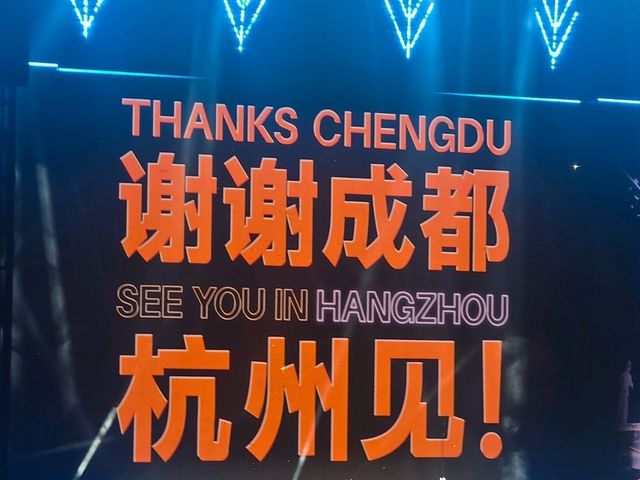 THANKS CHENGDU
谢谢成都
SEE YOU IN HANGZHOU
杭州见!